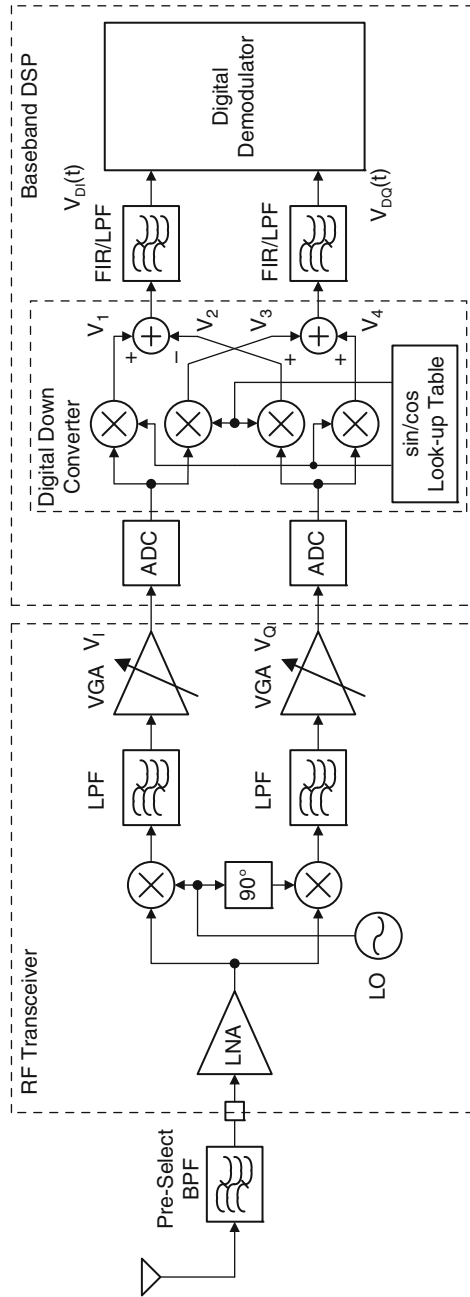 RF Transceiver
Baseband DSP
Pre-Select
BPF
LNA
LO
90°
LPF
LPF
VGA
V_I
VGA
V_Q
ADC
ADC
Digital Down
Converter
V_1
+
+
−
V_2
V_3
+
+
+
V_4
sin/cos
Look-up Table
FIR/LPF
FIR/LPF
V_DI(t)
V_DQ(t)
Digital
Demodulator